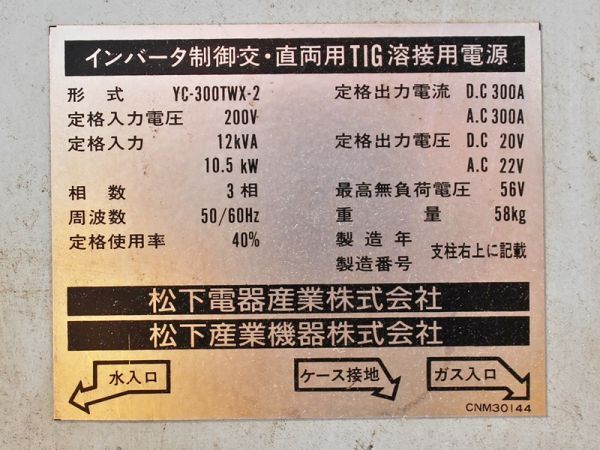 インバータ制御交・直両用TIG溶接用電源
形式 YC-300TWX-2
定格入力電圧 200V
定格入力 12kVA
10.5kW
相数 3相
周波数 50/60Hz
定格使用率 40%
定格出力電流 D.C 300A
A.C 300A
定格出力電圧 D.C 20V
A.C 22V
最高無負荷電圧 56V
重量 58kg
製造年
製造番号
支柱右上に記載
松下電器産業株式会社
松下産業機器株式会社
水入口
ケース接地
ガス入口
CNM30144